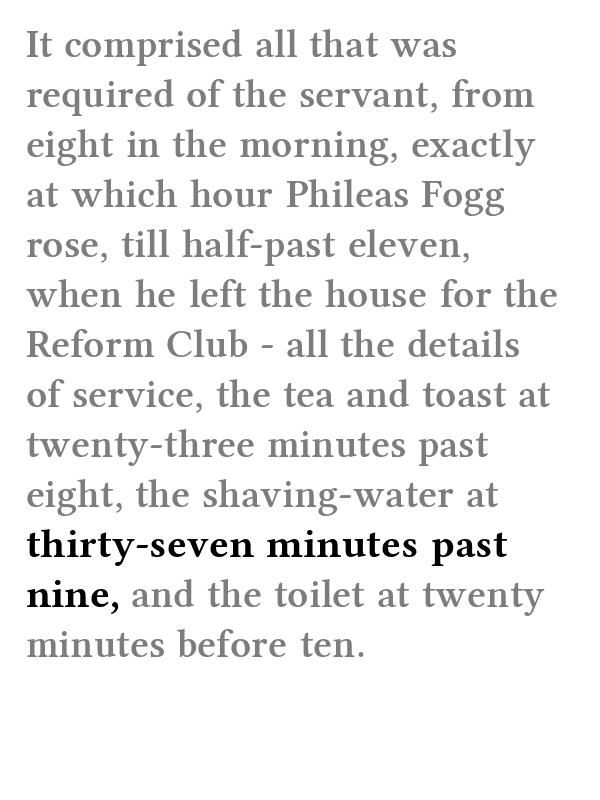 It comprised all that was
required of the servant, from
eight in the morning, exactly
at which hour Phileas Fogg
rose, till half-past eleven,
when he left the house for the
Reform Club - all the details
of service, the tea and toast at
twenty-three minutes past
eight, the shaving-water at
thirty-seven minutes past
nine, and the toilet at twenty
minutes before ten.